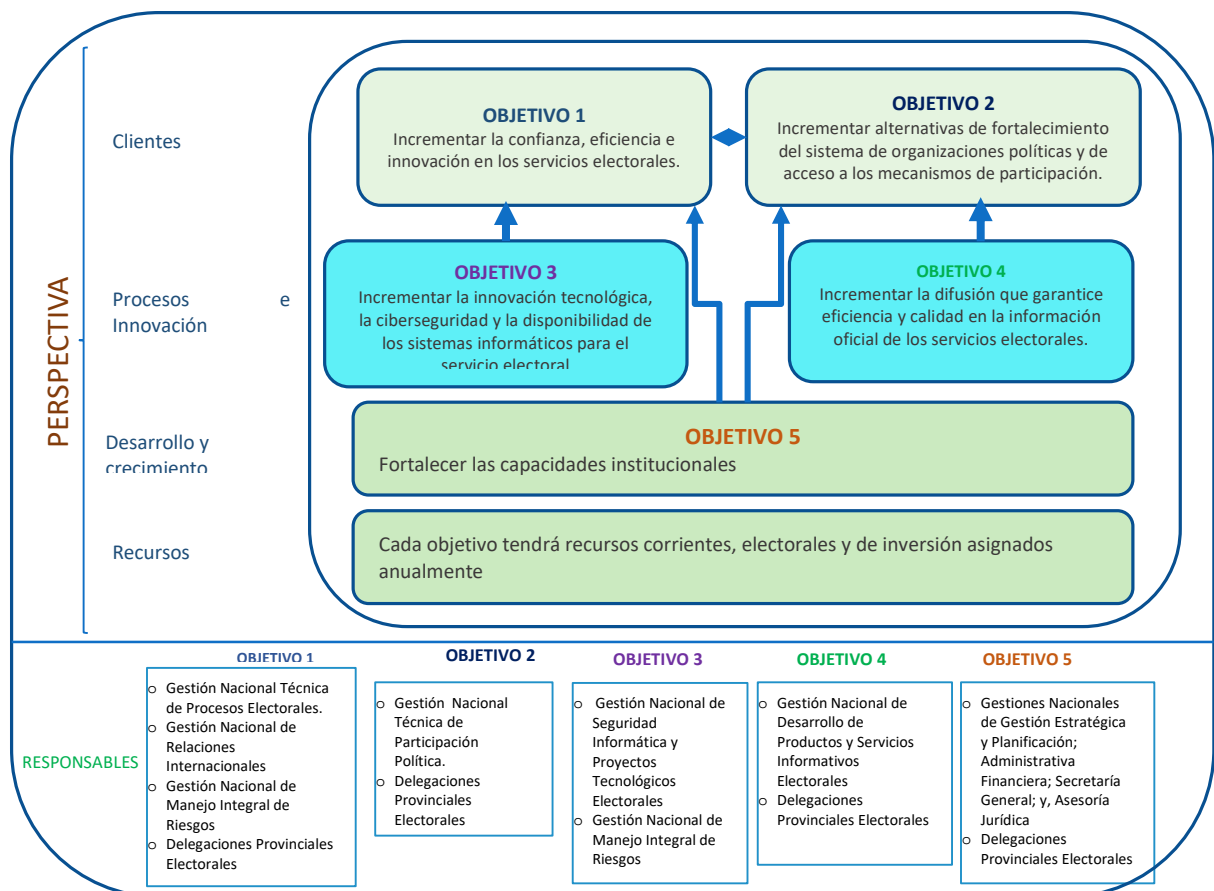 PERSPECTIVA
Clientes
OBJETIVO 1
Incrementar la confianza, eficiencia e
innovación en los servicios electorales.
OBJETIVO 2
Incrementar alternativas de fortalecimiento
del sistema de organizaciones políticas y de
acceso a los mecanismos de participación.
Procesos e
Innovación
OBJETIVO 3
Incrementar la innovación tecnológica,
la ciberseguridad y la disponibilidad de
los sistemas informáticos para el
servicio electoral
OBJETIVO 4
Incrementar la difusión que garantice
eficiencia y calidad en la información
oficial de los servicios electorales.
Desarrollo y
crecimiento
OBJETIVO 5
Fortalecer las capacidades institucionales
Recursos
Cada objetivo tendrá recursos corrientes, electorales y de inversión asignados
anualmente
RESPONSABLES
OBJETIVO 1
o Gestión Nacional Técnica
de Procesos Electorales.
o Gestión Nacional de
Relaciones
Internacionales
o Gestión Nacional de
Manejo Integral de
Riesgos
o Delegaciones Provinciales
Electorales
OBJETIVO 2
o Gestión Nacional
Técnica de
Participación
Política.
o Delegaciones
Provinciales
Electorales
OBJETIVO 3
o Gestión Nacional de
Seguridad
Informática y
Proyectos
Tecnológicos
Electorales
o Gestión Nacional de
Manejo Integral de
Riesgos
OBJETIVO 4
o Gestión Nacional de
Desarrollo de
Productos y Servicios
Informativos
Electorales
o Delegaciones
Provinciales Electorales
OBJETIVO 5
o Gestiones Nacionales
de Gestión Estratégica
y Planificación;
Administrativa
Financiera; Secretaría
General; y, Asesoría
Jurídica
o Delegaciones
Provinciales Electorales